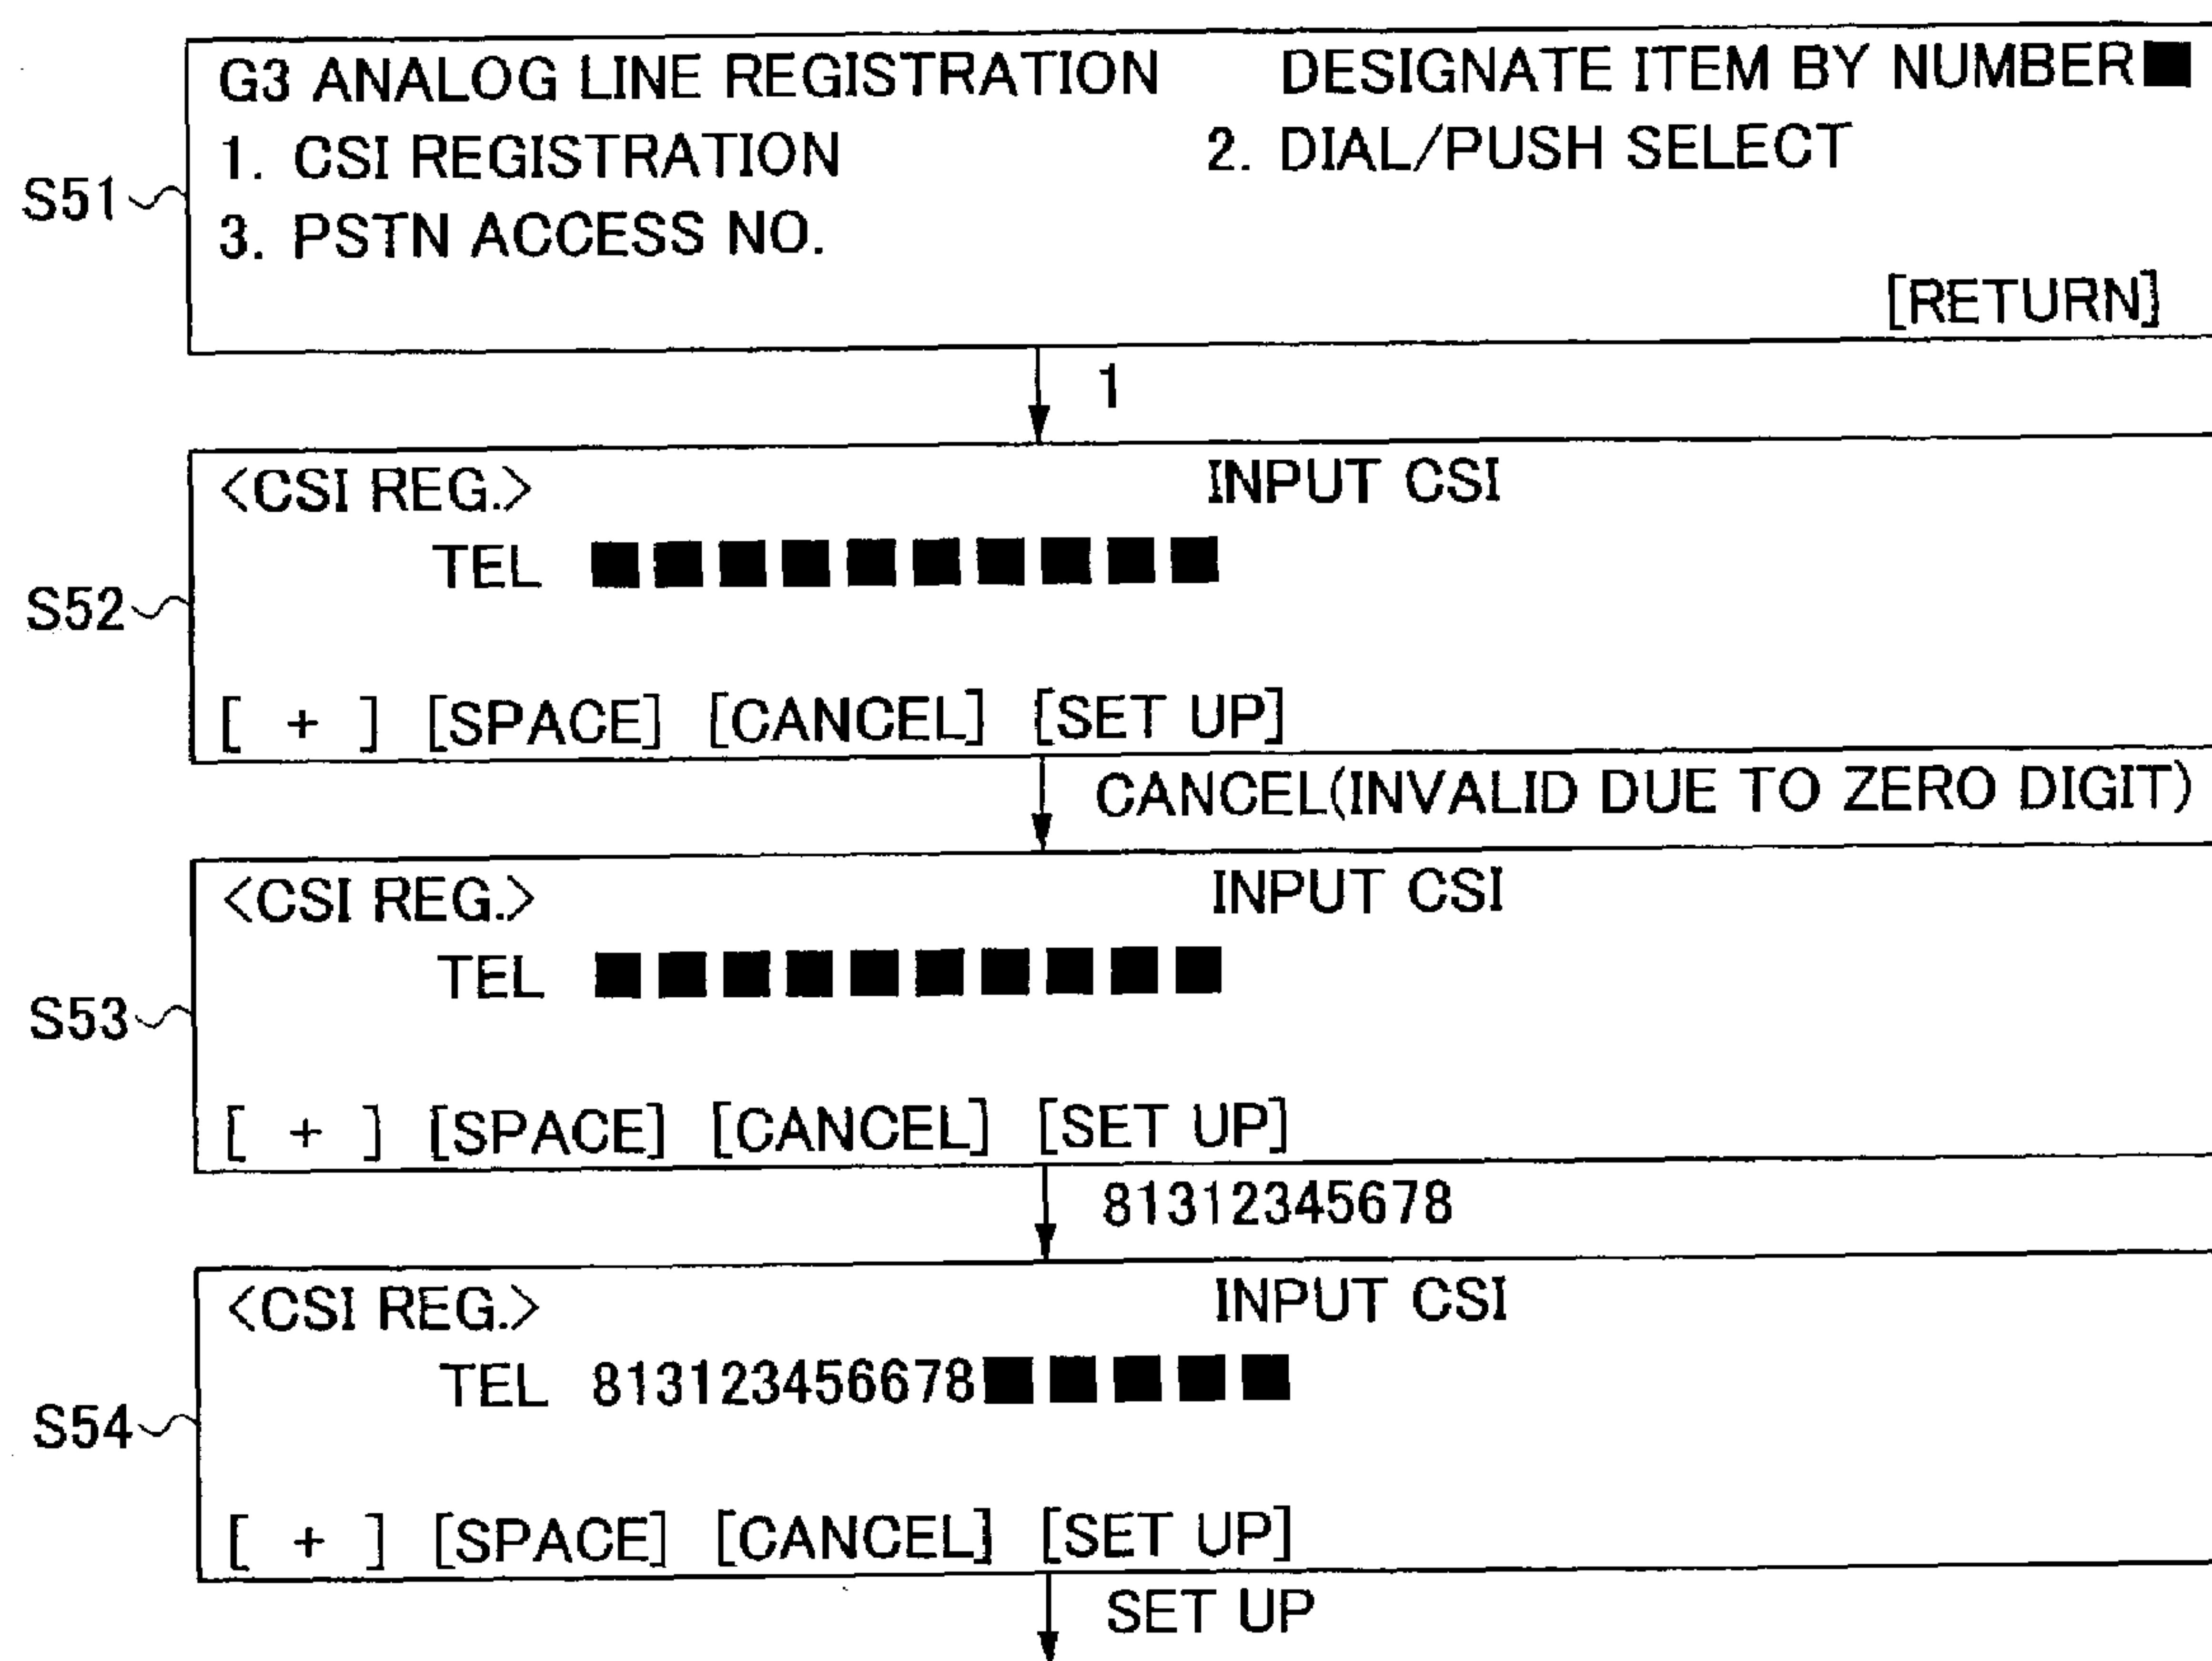 G3 ANALOG LINE REGISTRATION DESIGNATE ITEM BY NUMBER■
1. CSI REGISTRATION 2. DIAL/PUSH SELECT
S51
3. PSTN ACCESS NO.
[RETURN]
1
<CSI REG.> INPUT CSI
TEL ■■■■■■■■■■
S52
[ + ] [SPACE] [CANCEL] [SET UP]
CANCEL(INVALID DUE TO ZERO DIGIT)
<CSI REG.> INPUT CSI
TEL ■■■■■■■■■■
S53
[ + ] [SPACE] [CANCEL] [SET UP]
81312345678
<CSI REG.> INPUT CSI
TEL 813123456678■■■■■
S54
[ + ] [SPACE] [CANCEL] [SET UP]
SET UP